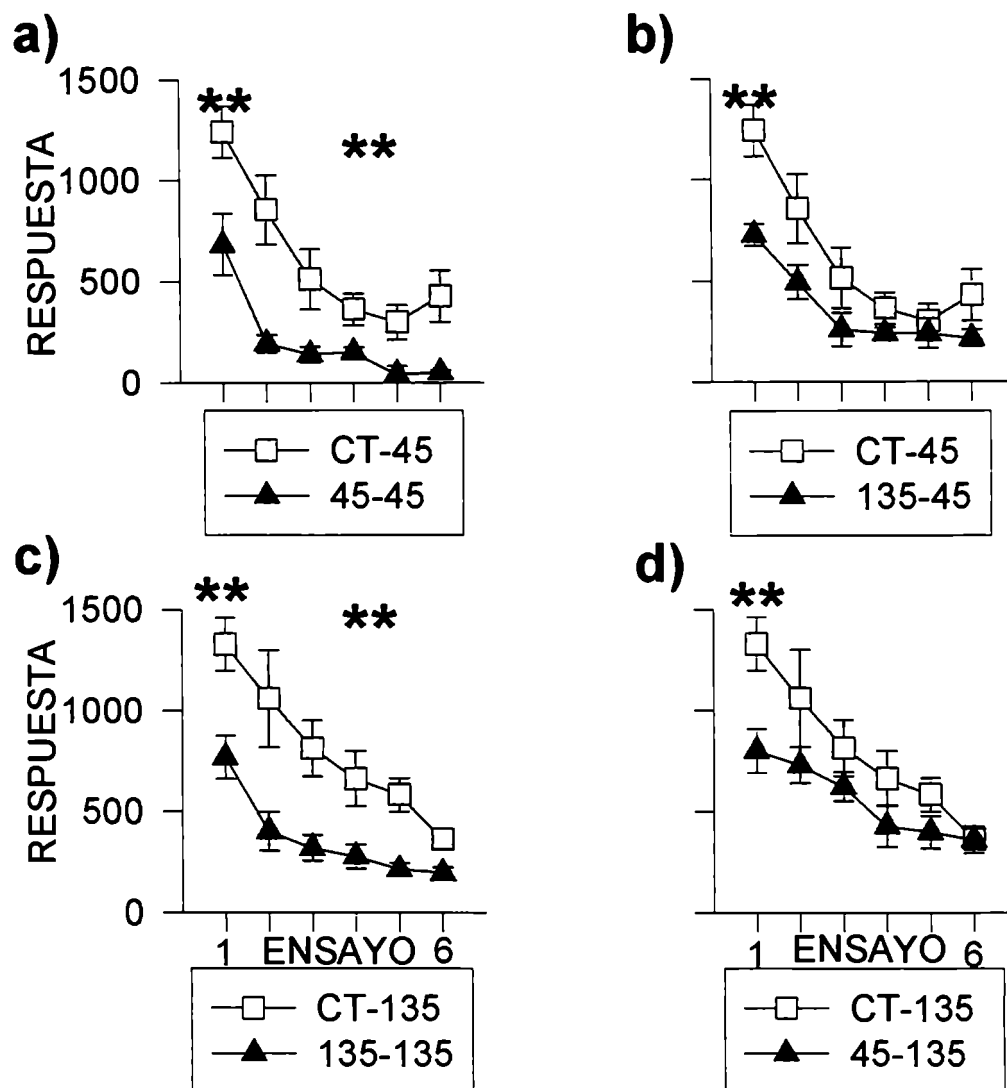 a)
1500
1000
500
0
RESPUESTA
**
**
CT-45
45-45
b)
**
CT-45
135-45
c)
1500
1000
500
0
RESPUESTA
**
**
1 ENSAYO 6
CT-135
135-135
d)
**
1 ENSAYO 6
CT-135
45-135